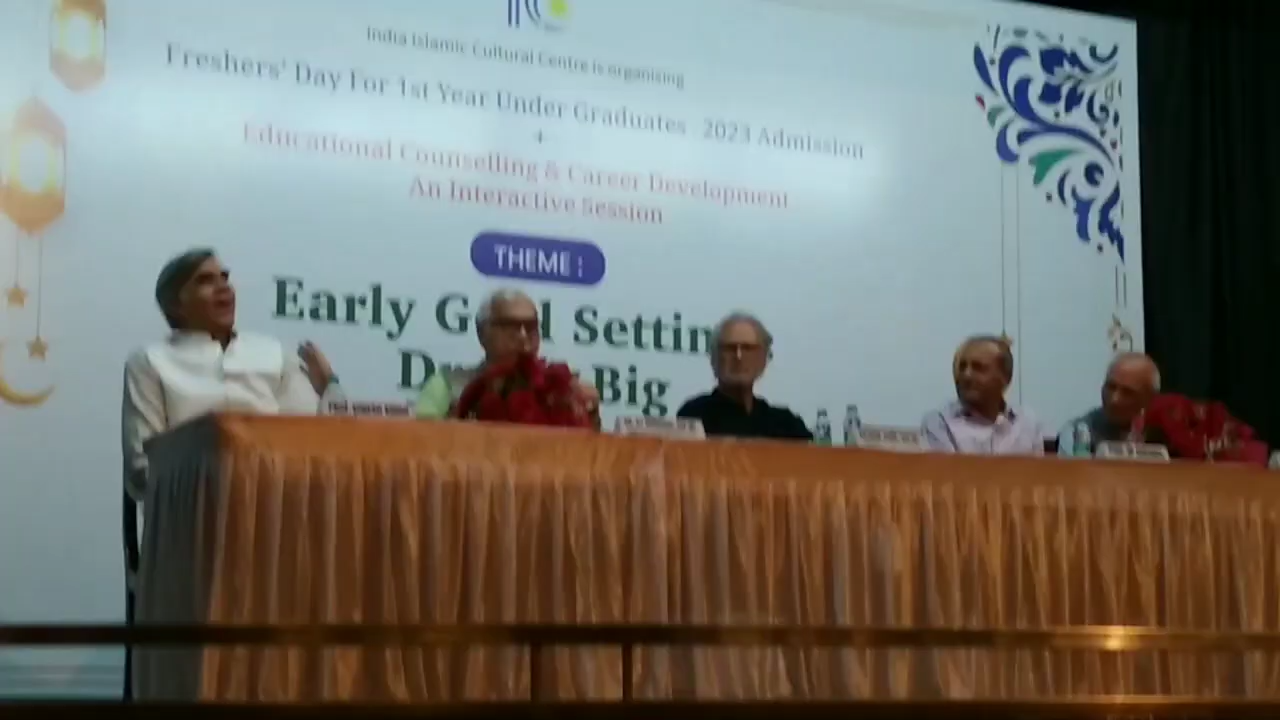 India Islamic Cultural Centre is organising
Freshers' Day For 1st Year Under Graduates 2023 Admission
+
Educational Counselling & Career Development
An Interactive Session
THEME :
Early G l Settin
D Big